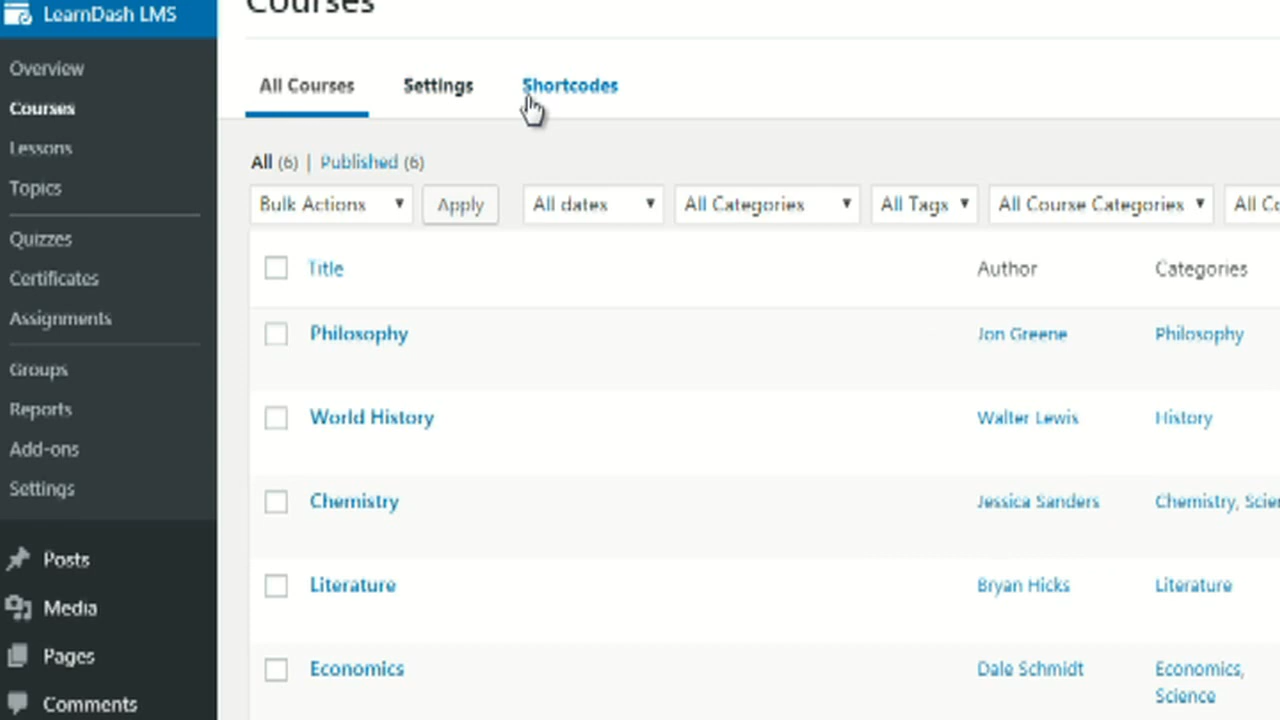 LearnDash LMS
Courses
Overview
Courses
Lessons
Topics
Quizzes
Certificates
Assignments
Groups
Reports
Add-ons
Settings
Posts
Media
Pages
Comments
All Courses Settings Shortcodes
All (6) | Published (6)
Bulk Actions Apply All dates All Categories All Tags All Course Categories All Co
Title Author Categories
Philosophy Jon Greene Philosophy
World History Walter Lewis History
Chemistry Jessica Sanders Chemistry, Scien
Literature Bryan Hicks Literature
Economics Dale Schmidt Economics,
Science